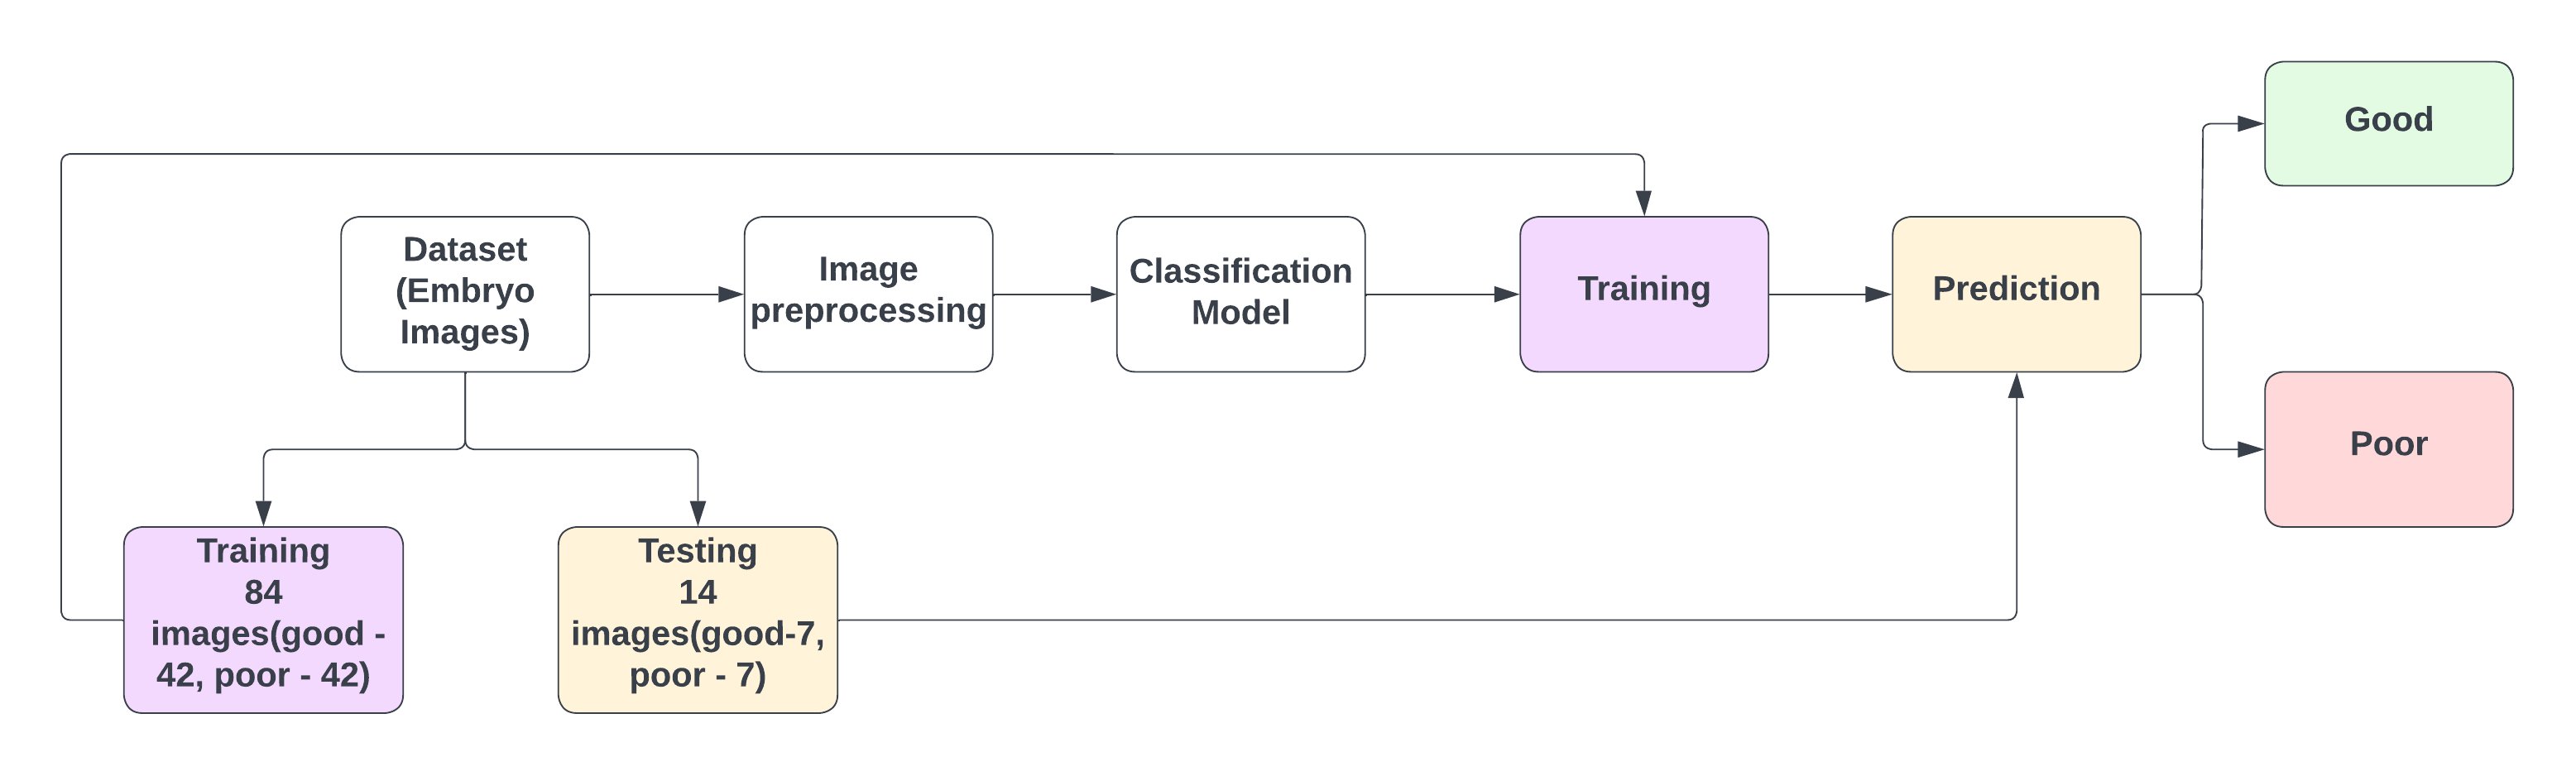 Good
Dataset
(Embryo
Images)
Image
preprocessing
Classification
Model
Training
Prediction
Poor
Training
84
images(good -
42, poor - 42)
Testing
14
images(good-7,
poor - 7)